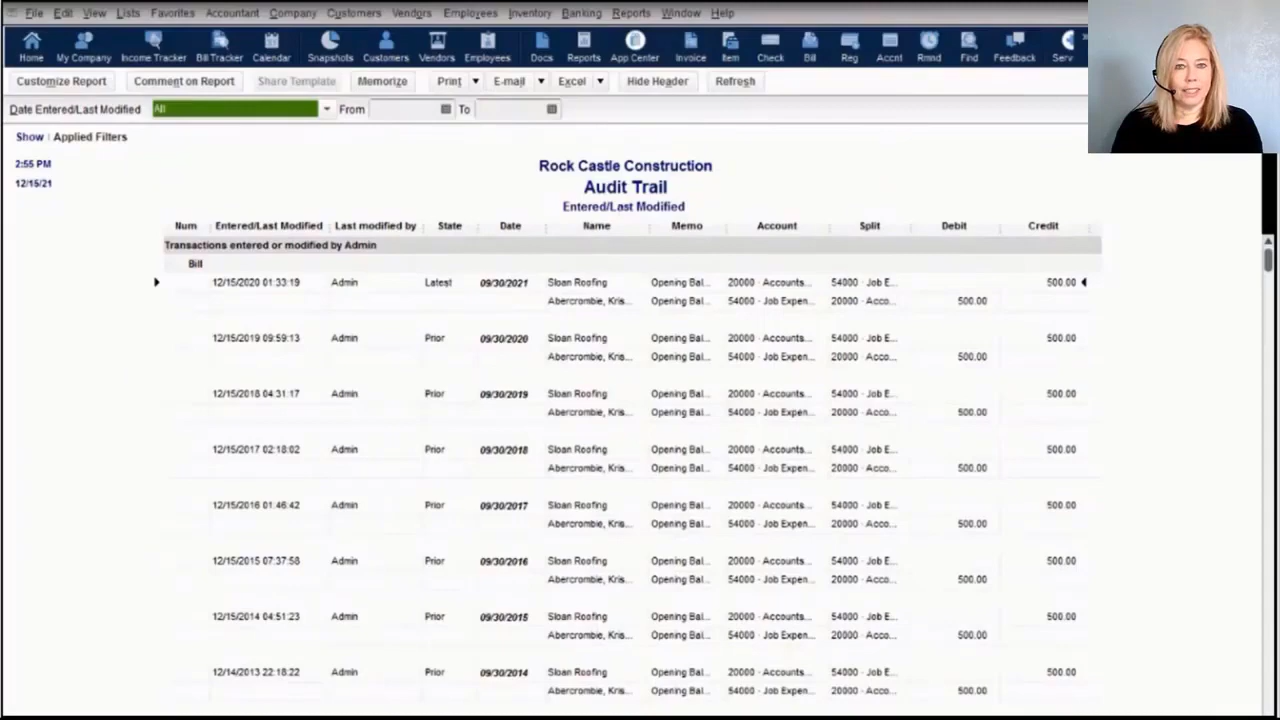 File Edit View Lists Favorites Accountant Company Customers Vendors Employees Inventory Banking Reports Window Help
Home My Company Income Tracker Bill Tracker Calendar Snapshots Customers Vendors Employees Docs Reports App Center Invoice Item Check Bill Reg Accnt Rmnd Find Feedback Serv
Customize Report Comment on Report Share Template Memorize Print E-mail Excel Hide Header Refresh
Date Entered/Last Modified All From To
Show Applied Filters
2:55 PM
12/15/21
Rock Castle Construction
Audit Trail
Entered/Last Modified
Num Entered/Last Modified Last modified by State Date Name Memo Account Split Debit Credit
Transactions entered or modified by Admin
Bill
12/15/2020 01:33:19 Admin Latest 09/30/2021 Sloan Roofing Opening Bal... 20000 · Accounts... 54000 · Job E... 500.00
Abercrombie, Kris... Opening Bal... 54000 · Job Expen... 20000 · Acco... 500.00
12/15/2019 09:59:13 Admin Prior 09/30/2020 Sloan Roofing Opening Bal... 20000 · Accounts... 54000 · Job E... 500.00
Abercrombie, Kris... Opening Bal... 54000 · Job Expen... 20000 · Acco... 500.00
12/15/2018 04:31:17 Admin Prior 09/30/2019 Sloan Roofing Opening Bal... 20000 · Accounts... 54000 · Job E... 500.00
Abercrombie, Kris... Opening Bal... 54000 · Job Expen... 20000 · Acco... 500.00
12/15/2017 02:18:02 Admin Prior 09/30/2018 Sloan Roofing Opening Bal... 20000 · Accounts... 54000 · Job E... 500.00
Abercrombie, Kris... Opening Bal... 54000 · Job Expen... 20000 · Acco... 500.00
12/15/2016 01:46:42 Admin Prior 09/30/2017 Sloan Roofing Opening Bal... 20000 · Accounts... 54000 · Job E... 500.00
Abercrombie, Kris... Opening Bal... 54000 · Job Expen... 20000 · Acco... 500.00
12/15/2015 07:37:58 Admin Prior 09/30/2016 Sloan Roofing Opening Bal... 20000 · Accounts... 54000 · Job E... 500.00
Abercrombie, Kris... Opening Bal... 54000 · Job Expen... 20000 · Acco... 500.00
12/15/2014 04:51:23 Admin Prior 09/30/2015 Sloan Roofing Opening Bal... 20000 · Accounts... 54000 · Job E... 500.00
Abercrombie, Kris... Opening Bal... 54000 · Job Expen... 20000 · Acco... 500.00
12/14/2013 22:18:22 Admin Prior 09/30/2014 Sloan Roofing Opening Bal... 20000 · Accounts... 54000 · Job E... 500.00
Abercrombie, Kris... Opening Bal... 54000 · Job Expen... 20000 · Acco... 500.00